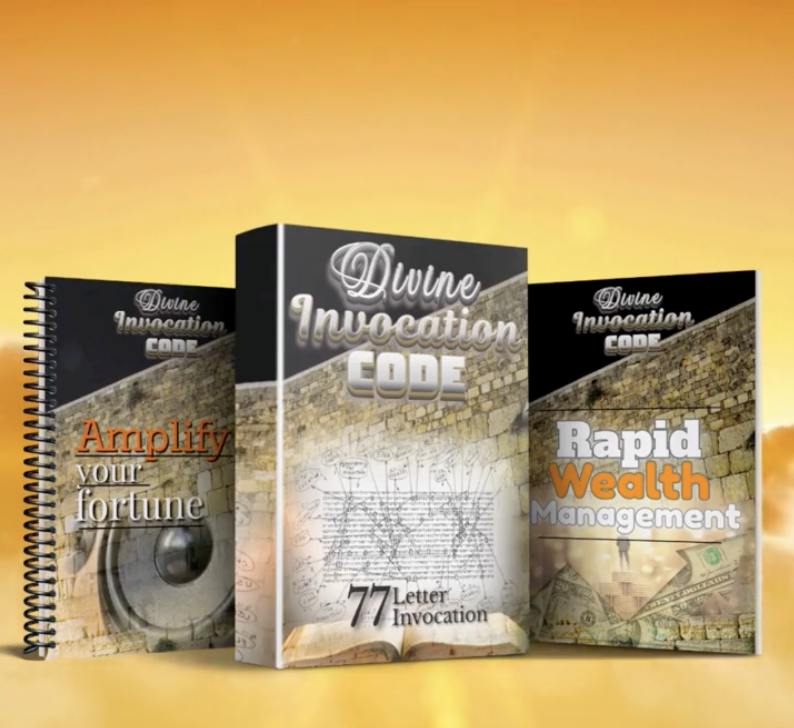 Divine
Invocation
CODE
Amplify
your
fortune
Divine
Invocation
CODE
77 Letter
Invocation
Divine
Invocation
CODE
Rapid
Wealth
Management